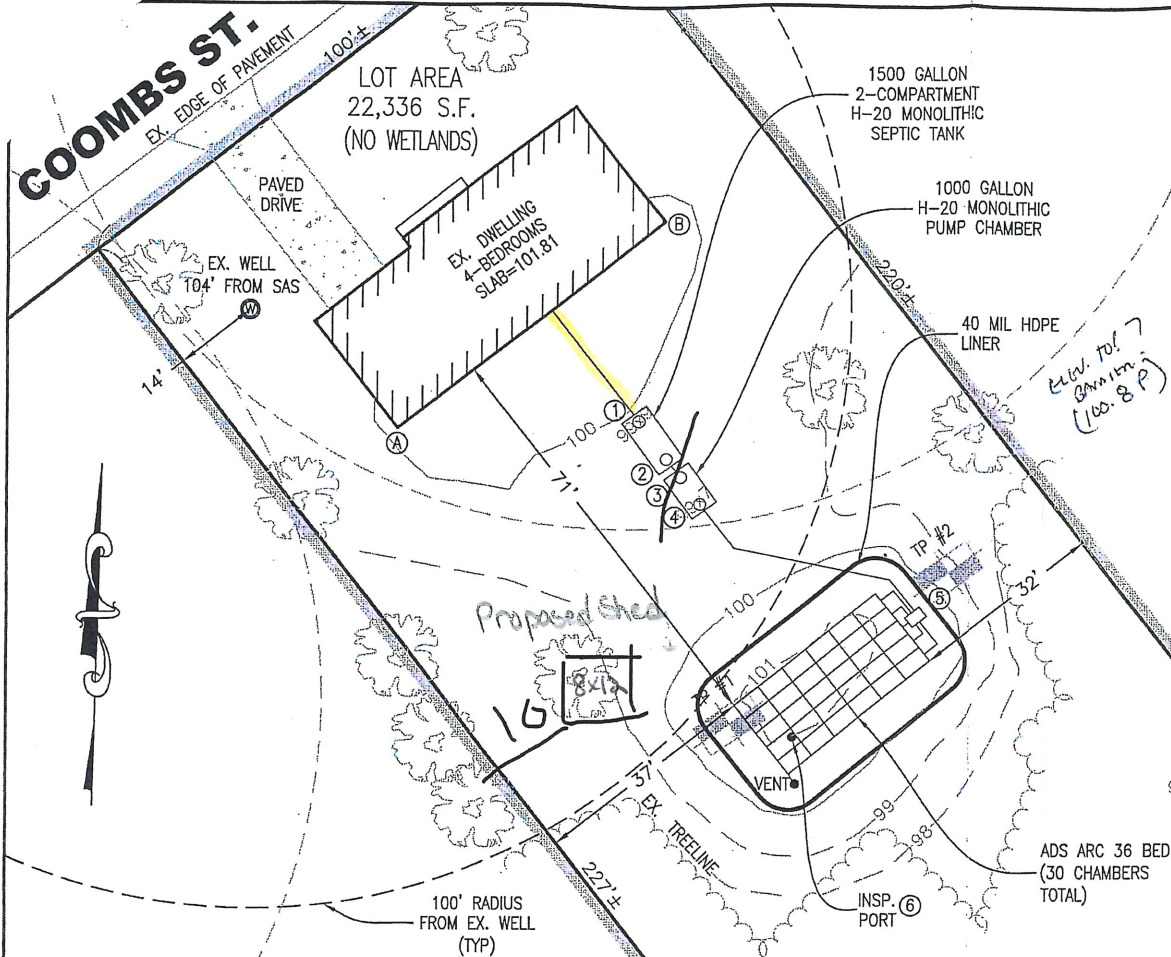 COOMBS ST.
EX. EDGE OF PAVEMENT
100'±
LOT AREA
22,336 S.F.
(NO WETLANDS)
1500 GALLON
2-COMPARTMENT
H-20 MONOLITHIC
SEPTIC TANK
1000 GALLON
H-20 MONOLITHIC
PUMP CHAMBER
PAVED
DRIVE
EX. DWELLING
4-BEDROOMS
SLAB=101.81
B
EX. WELL
104' FROM SAS
W
14'
220'±
40 MIL HDPE
LINER
ELEV.
(100.8
A
100
1
2
3
4
71'
TP #2
5
32'
100
Proposed Shed
8x12
10
101
37'
VENT
EX. TREELINE
99
98
227'±
ADS ARC 36 BED
(30 CHAMBERS
TOTAL)
INSP. 6
PORT
100' RADIUS
FROM EX. WELL
(TYP)